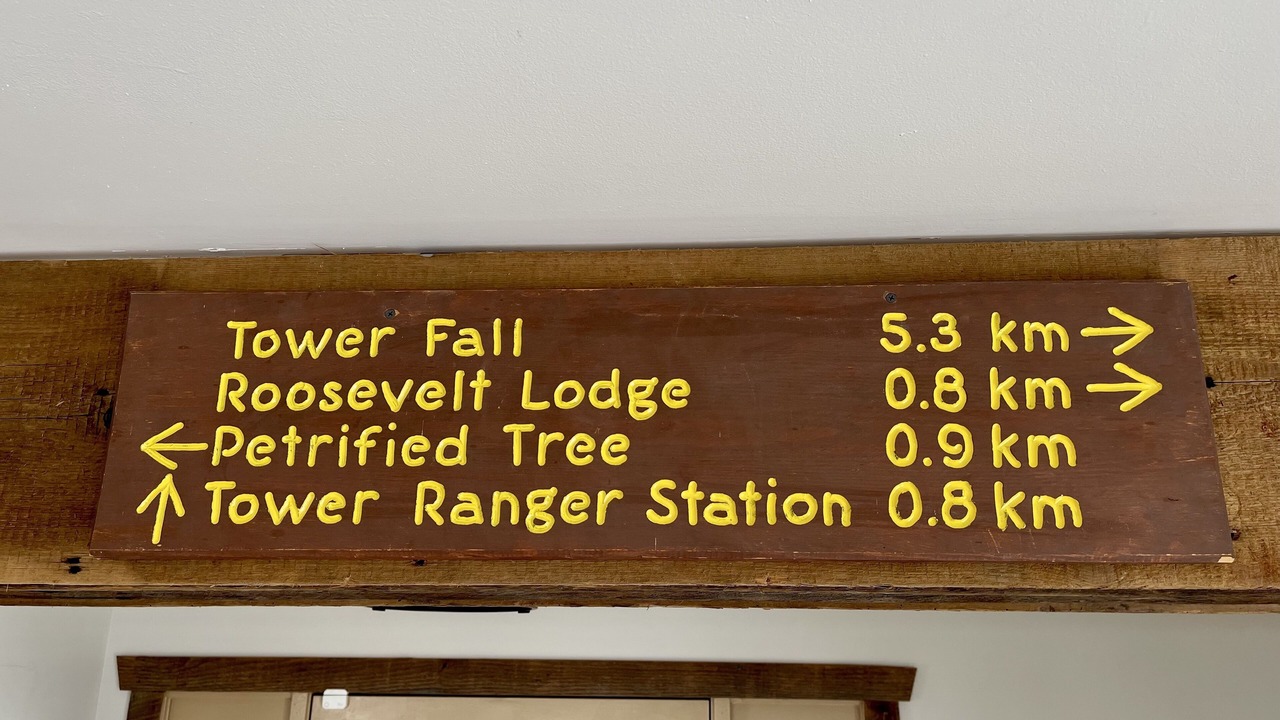 Tower Fall 5.3 km →
Roosevelt Lodge 0.8 km →
← Petrified Tree 0.9 km
↑ Tower Ranger Station 0.8 km